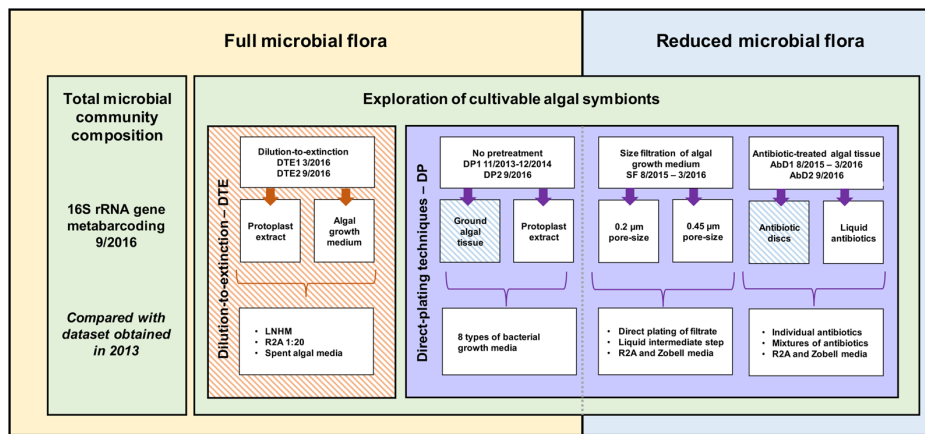 Full microbial flora
Reduced microbial flora
Total microbial
community
composition
16S rRNA gene
metabarcoding
9/2016
Compared with
dataset obtained
in 2013
Exploration of cultivable algal symbionts
Dilution-to-extinction – DTE
Dilution-to-extinction
DTE1 3/2016
DTE2 9/2016
Protoplast
extract
Algal
growth
medium
• LNHM
• R2A 1:20
• Spent algal media
Direct-plating techniques – DP
No pretreatment
DP1 11/2013-12/2014
DP2 9/2016
Ground
algal
tissue
Protoplast
extract
8 types of bacterial
growth media
Size filtration of algal
growth medium
SF 8/2015 – 3/2016
0.2 μm
pore-size
0.45 μm
pore-size
• Direct plating of filtrate
• Liquid intermediate step
• R2A and Zobell media
Antibiotic-treated algal tissue
AbD1 8/2015 – 3/2016
AbD2 9/2016
Antibiotic
discs
Liquid
antibiotics
• Individual antibiotics
• Mixtures of antibiotics
• R2A and Zobell media